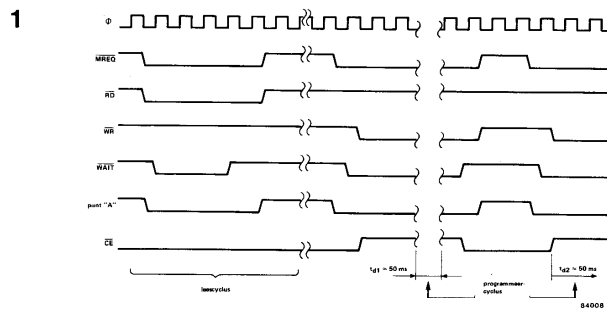 1
Φ
MREQ
RD
WR
WAIT
punt "A"
CE
td1 ≈ 50 ms
td2 ≈ 50 ms
leescyclus
programmeer-
cyclus
84008